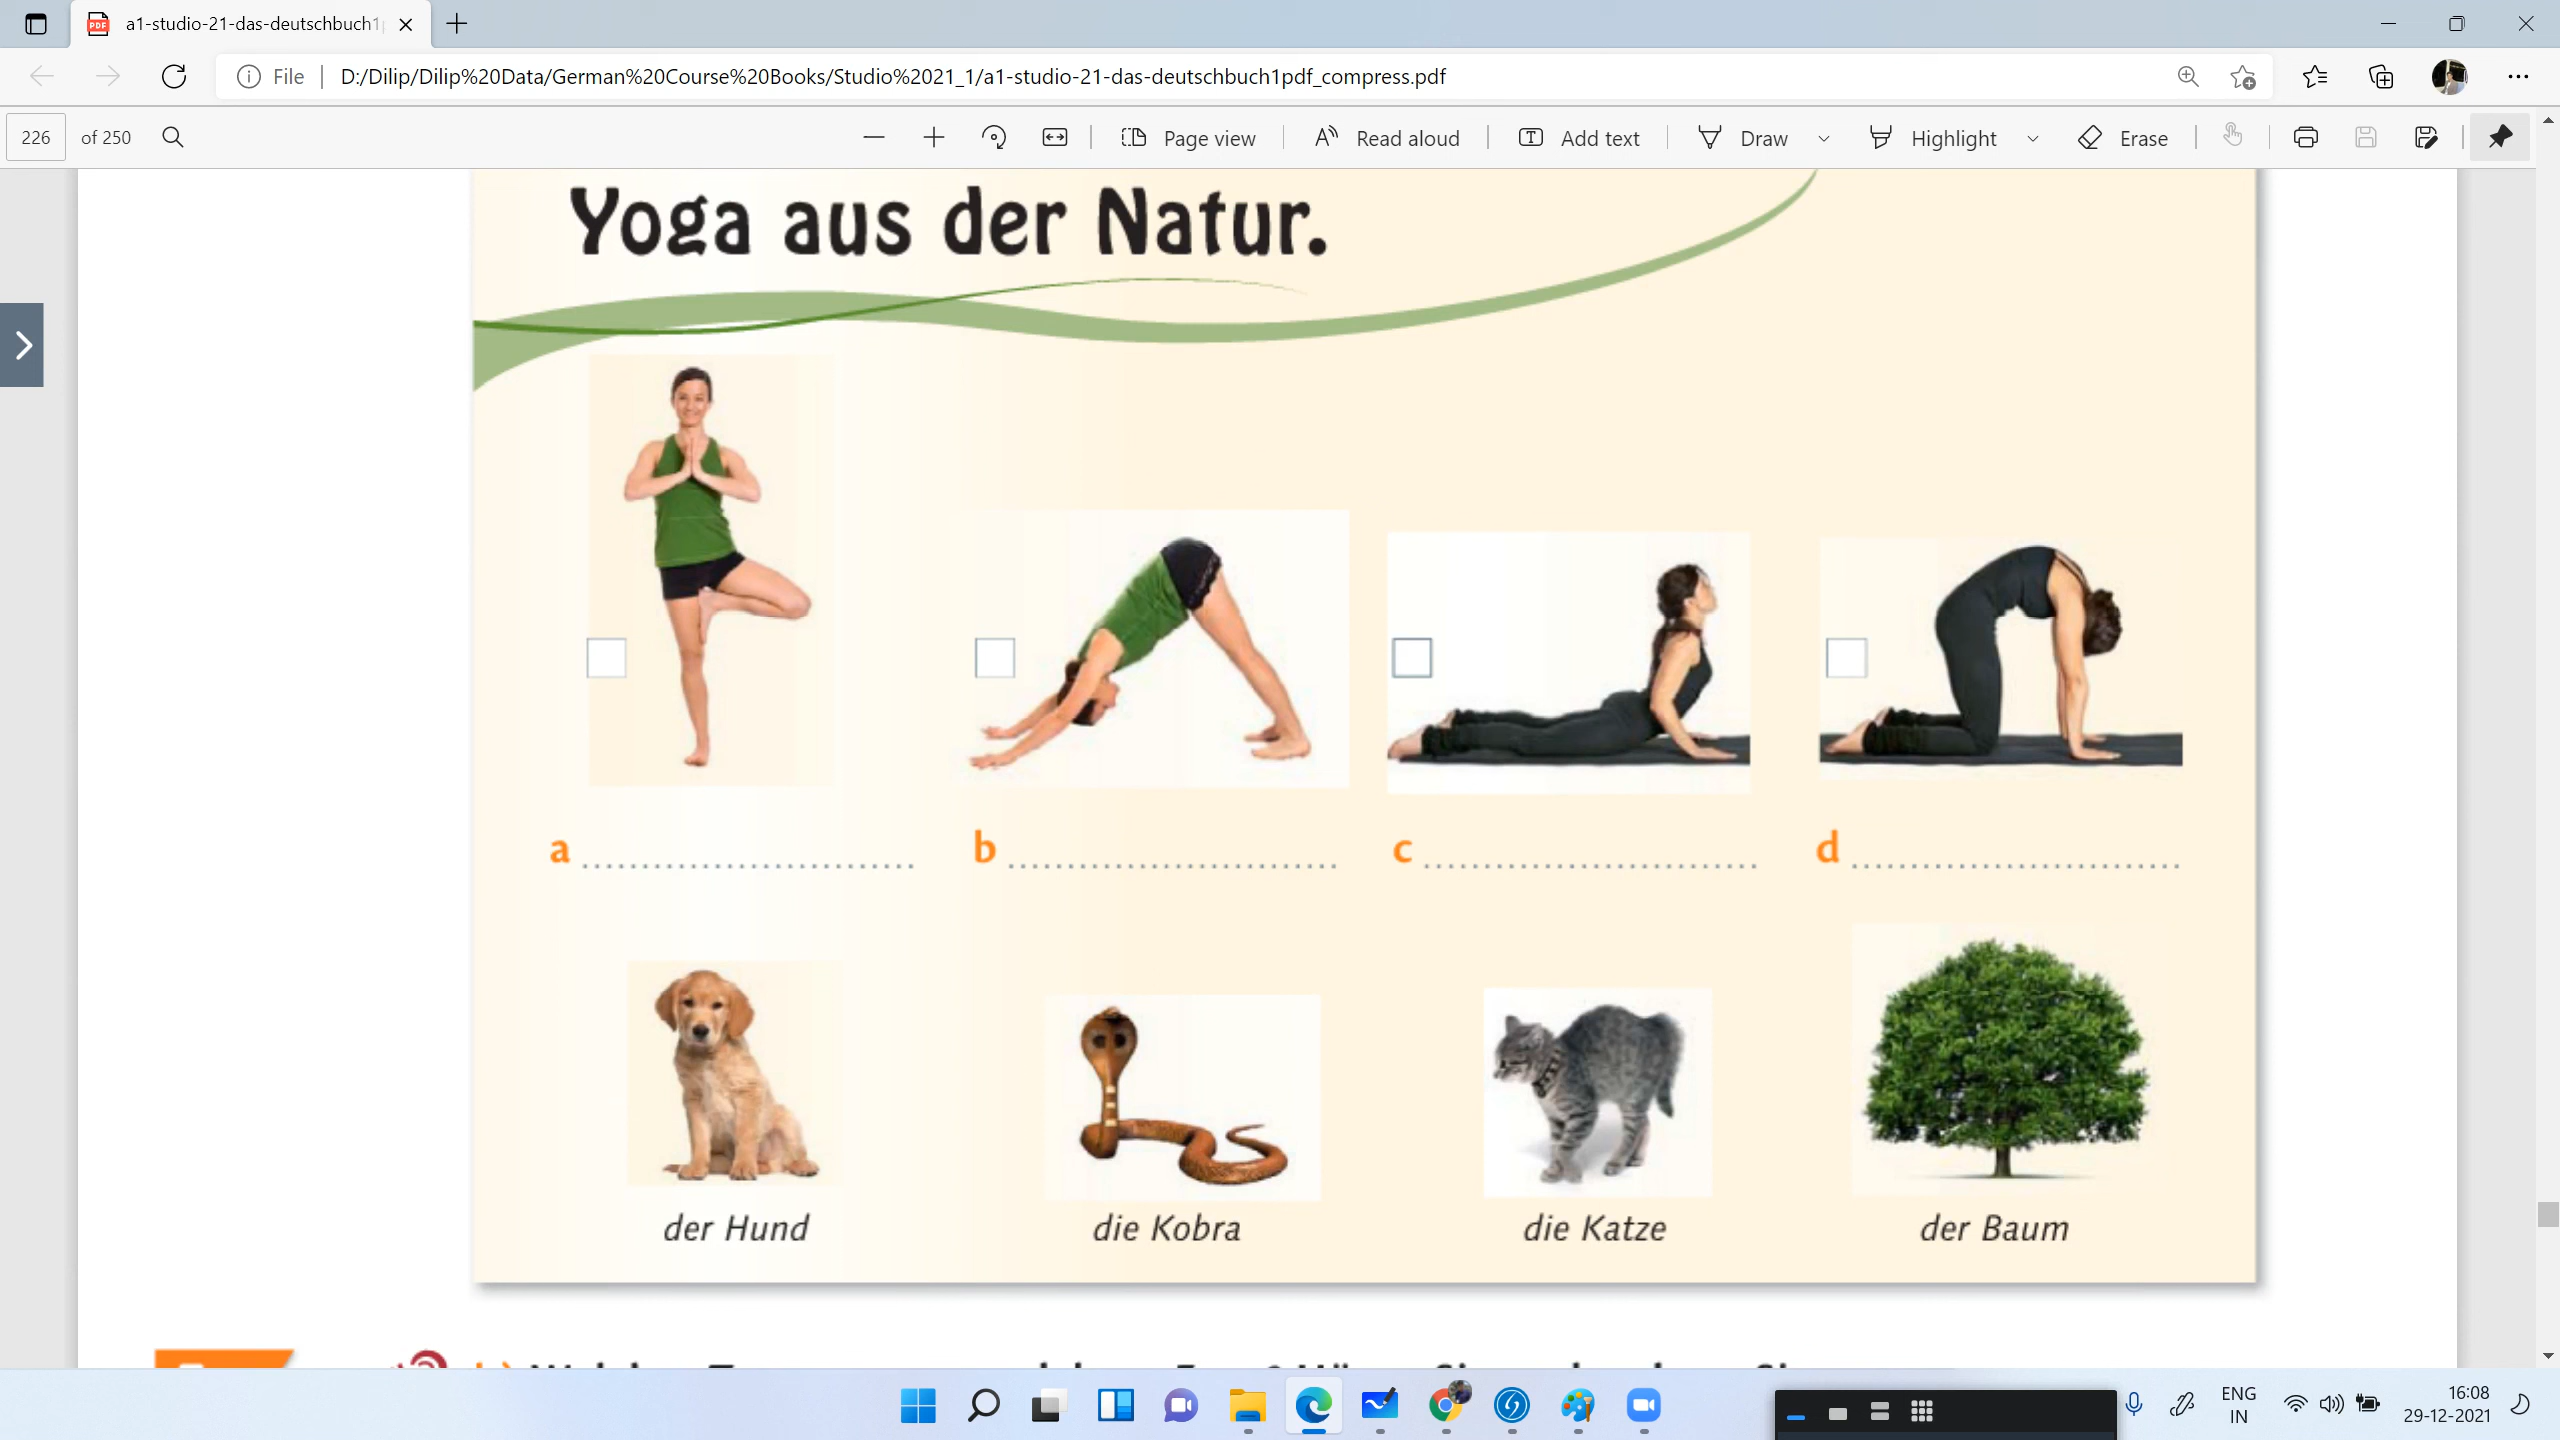 a1-studio-21-das-deutschbuch1p
File
D:/Dilip/Dilip%20Data/German%20Course%20Books/Studio%2021_1/a1-studio-21-das-deutschbuch1pdf_compress.pdf
226 of 250
Page view
Read aloud
Add text
Draw
Highlight
Erase
Yoga aus der Natur.
a
b
c
d
der Hund
die Kobra
die Katze
der Baum
ENG
IN
16:08
29-12-2021